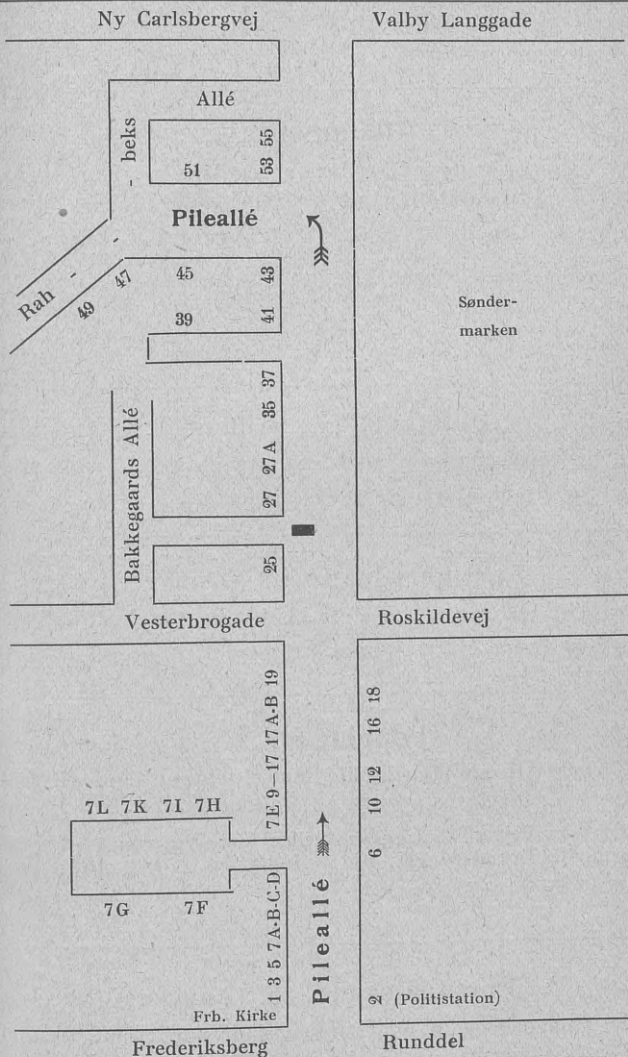 Ny Carlsbergvej
Valby Langgade
Allé
- beks
51
53 55
Pileallé
Rah - -
49
47
45
43
39
41
Sønder-
marken
Bakkegaards Allé
27 27A 35 37
25
Vesterbrogade
Roskildevej
7E 9–17 17A-B 19
6 10 12 16 18
7L 7K 7I 7H
7G 7F
1 3 5 7A-B-C-D
Pileallé
Frb. Kirke
2 (Politistation)
Frederiksberg
Runddel